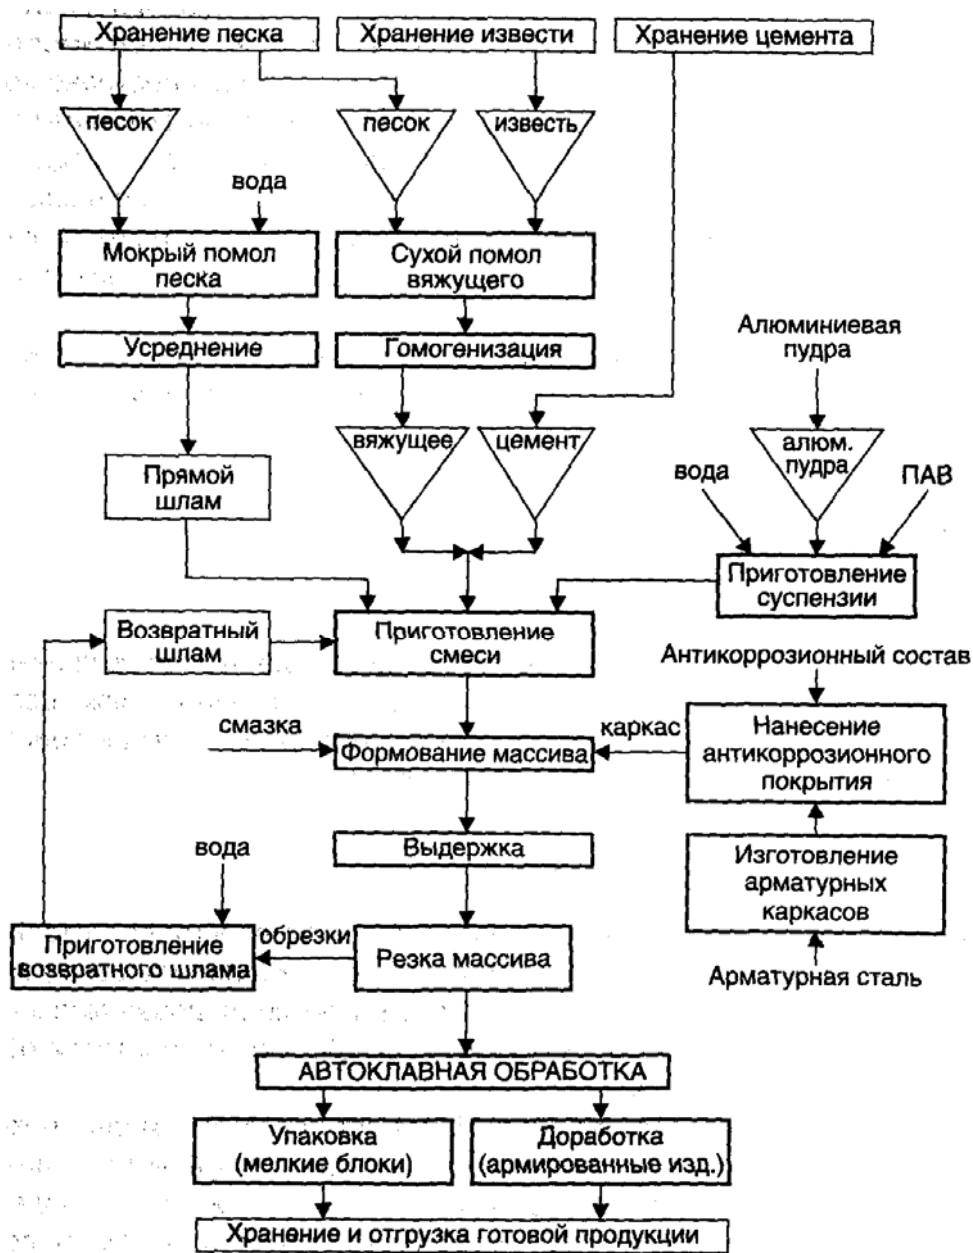 Хранение песка
Хранение извести
Хранение цемента
песок
песок
известь
вода
Мокрый помол
песка
Сухой помол
вяжущего
Усреднение
Гомогенизация
Алюминиевая
пудра
вяжущее
цемент
алюм.
пудра
Прямой
шлам
вода
ПАВ
Приготовление
суспензии
Возвратный
шлам
Приготовление
смеси
Антикоррозионный состав
смазка
Формование массива
каркас
Нанесение
антикоррозионного
покрытия
Выдержка
вода
Изготовление
арматурных
каркасов
Приготовление
возвратного шлама
обрезки
Резка массива
Арматурная сталь
АВТОКЛАВНАЯ ОБРАБОТКА
Упаковка
(мелкие блоки)
Доработка
(армированные изд.)
Хранение и отгрузка готовой продукции